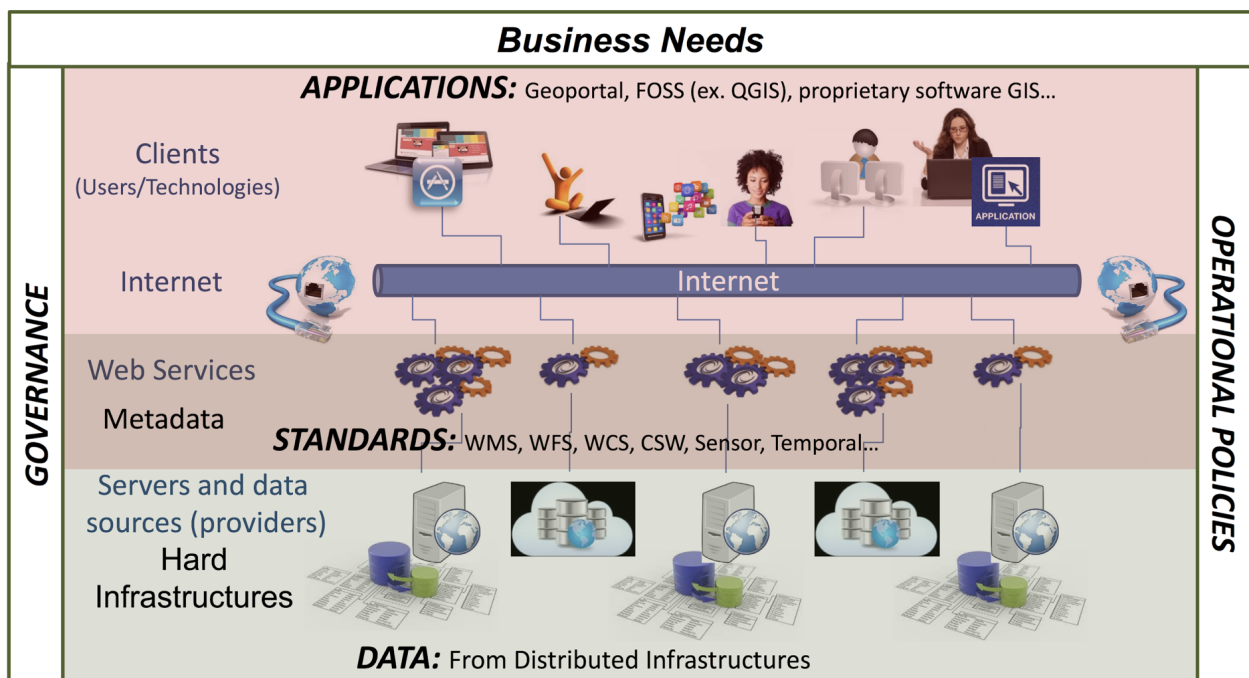 Business Needs
GOVERNANCE
OPERATIONAL POLICIES
APPLICATIONS: Geoportal, FOSS (ex. QGIS), proprietary software GIS...
Clients
(Users/Technologies)
APPLICATION
Internet
Internet
Web Services
Metadata
STANDARDS: WMS, WFS, WCS, CSW, Sensor, Temporal...
Servers and data
sources (providers)
Hard
Infrastructures
DATA: From Distributed Infrastructures